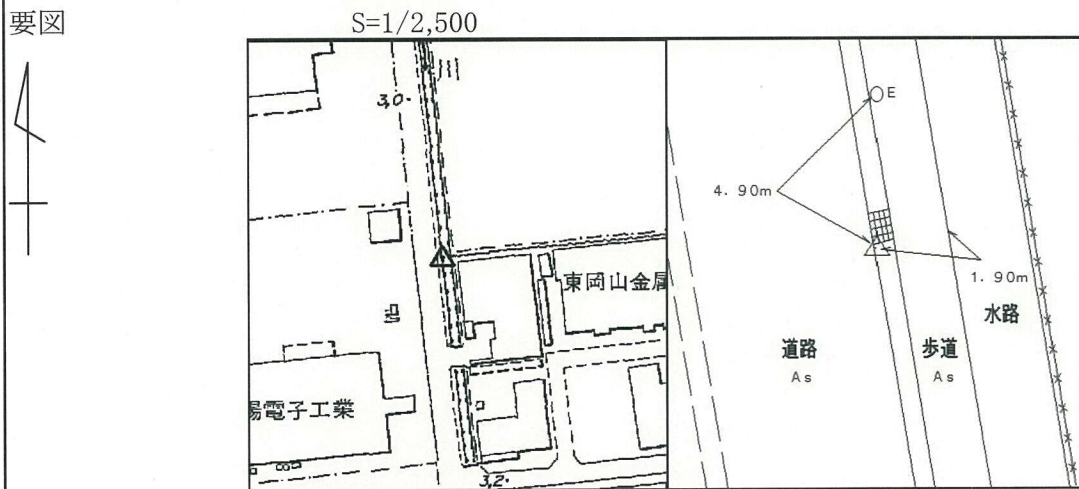 要図
S=1/2,500
川
3.0
東岡山金属
陽電子工業
3.2
E
4.90m
1.90m
水路
道路
As
歩道
As